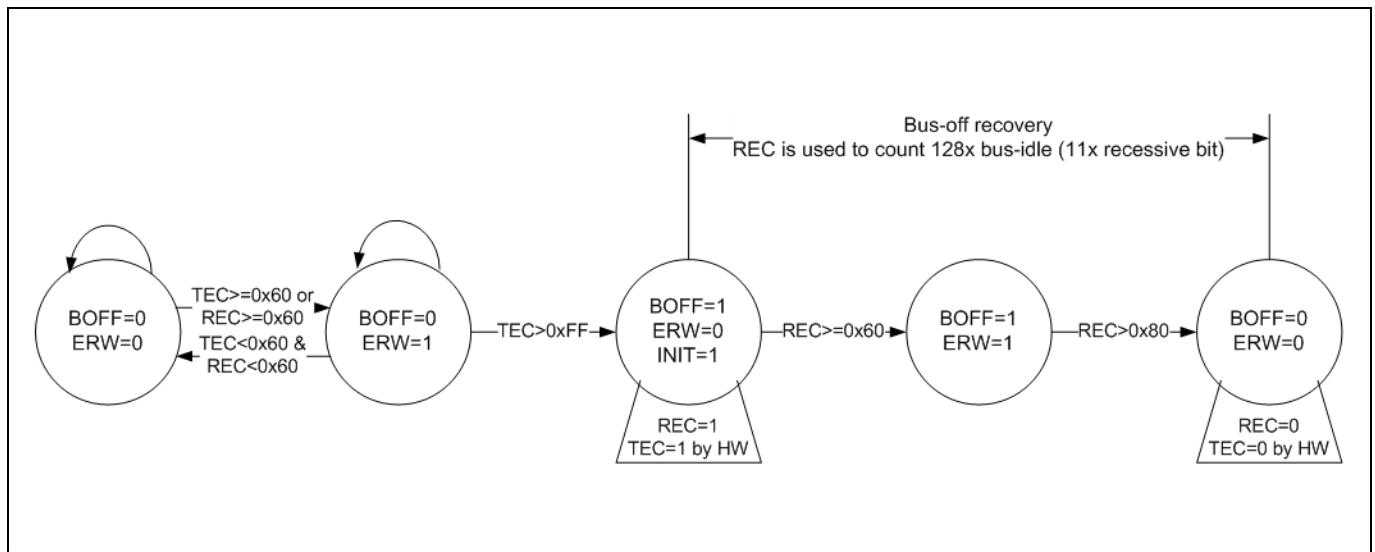 Bus-off recovery
REC is used to count 128x bus-idle (11x recessive bit)
BOFF=0
ERW=0
TEC>=0x60 or
REC>=0x60
TEC<0x60 &
REC<0x60
BOFF=0
ERW=1
TEC>0xFF
BOFF=1
ERW=0
INIT=1
REC=1
TEC=1 by HW
REC>=0x60
BOFF=1
ERW=1
REC>0x80
BOFF=0
ERW=0
REC=0
TEC=0 by HW